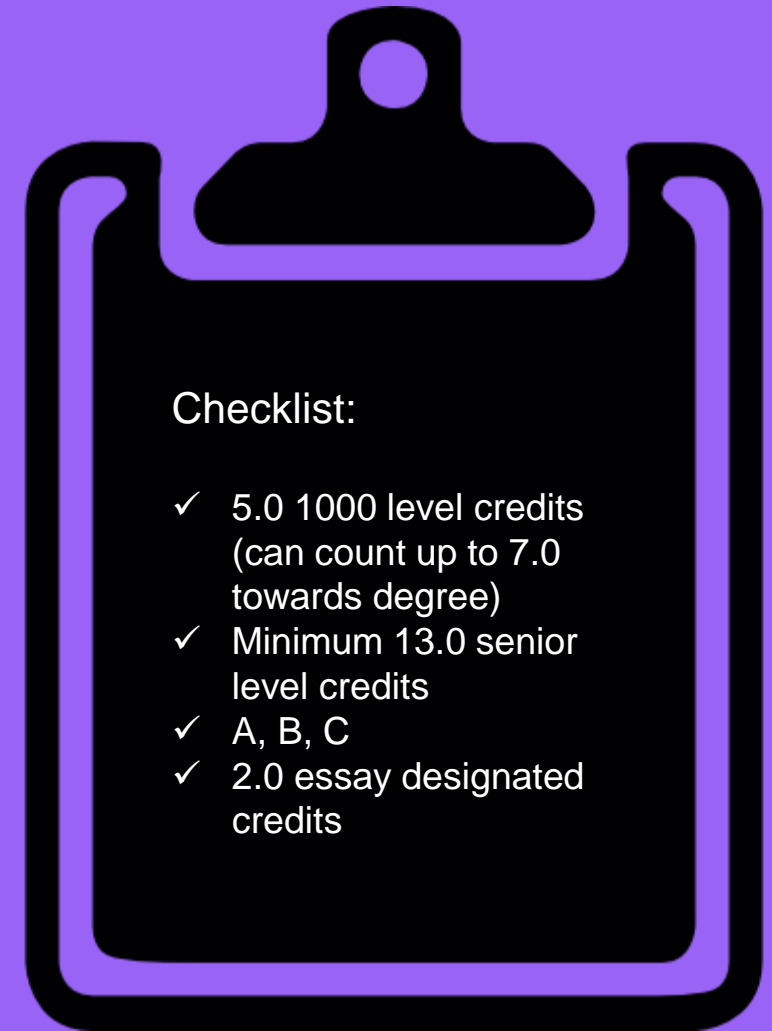 Checklist:
✓ 5.0 1000 level credits
(can count up to 7.0
towards degree)
✓ Minimum 13.0 senior
level credits
✓ A, B, C
✓ 2.0 essay designated
credits